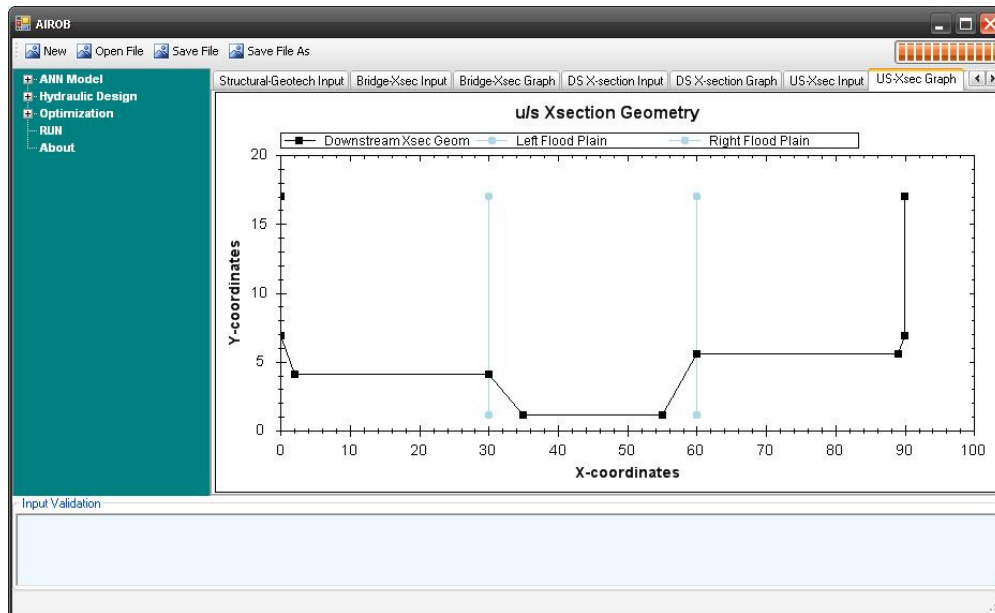 AIROB
New Open File Save File Save File As
ANN Model
Hydraulic Design
Optimization
RUN
About
Structural-Geotech Input Bridge-Xsec Input Bridge-Xsec Graph DS X-section Input DS X-section Graph US-Xsec Input US-Xsec Graph
u/s Xsection Geometry
Downstream Xsec Geom Left Flood Plain Right Flood Plain
20
15
10
5
0
Y-coordinates
0 10 20 30 40 50 60 70 80 90 100
X-coordinates
Input Validation